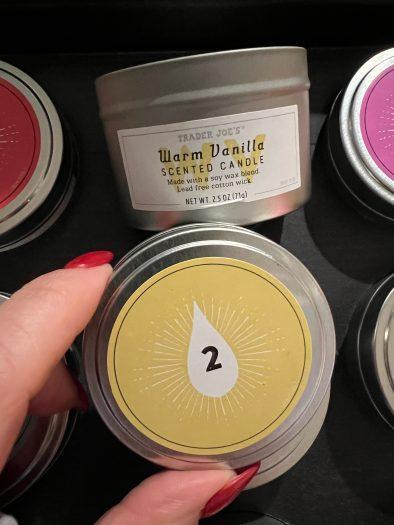 TRADER JOE'S™
Warm Vanilla
SCENTED CANDLE
Made with a soy wax blend.
Lead free cotton wick.
NET WT. 2.5 OZ (71g)
2